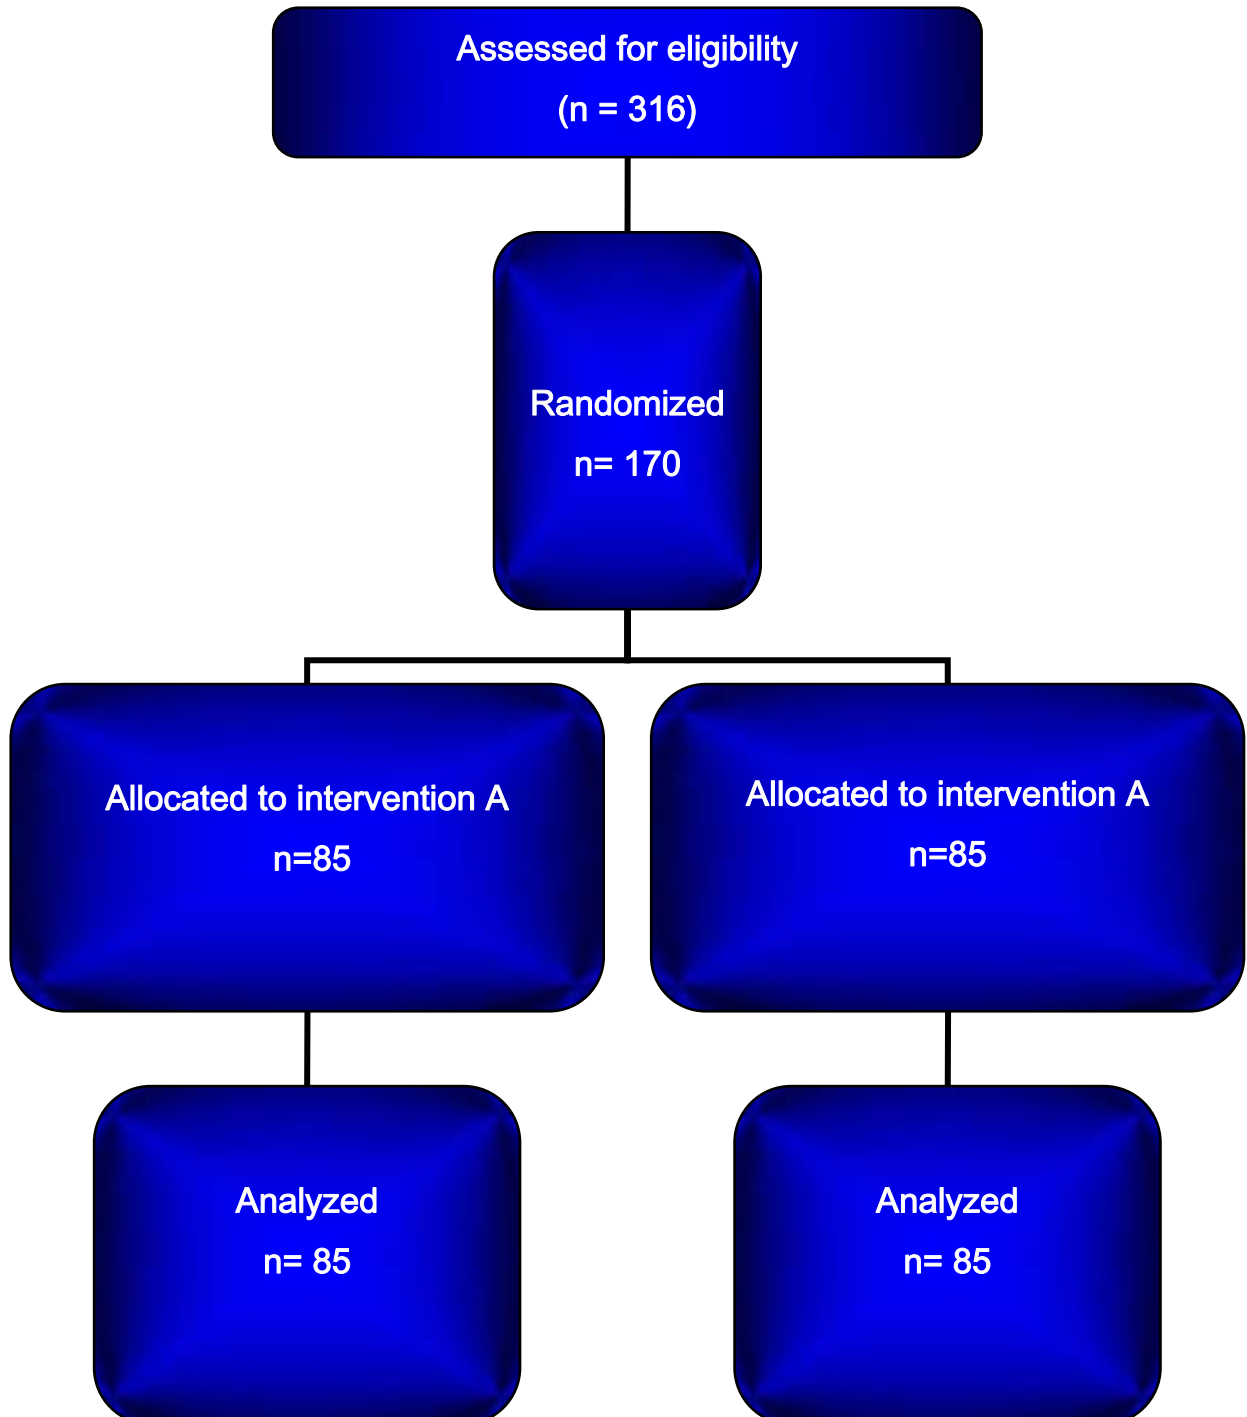 Assessed for eligibility
(n = 316)
Randomized
n= 170
Allocated to intervention A
n=85
Allocated to intervention A
n=85
Analyzed
n= 85
Analyzed
n= 85